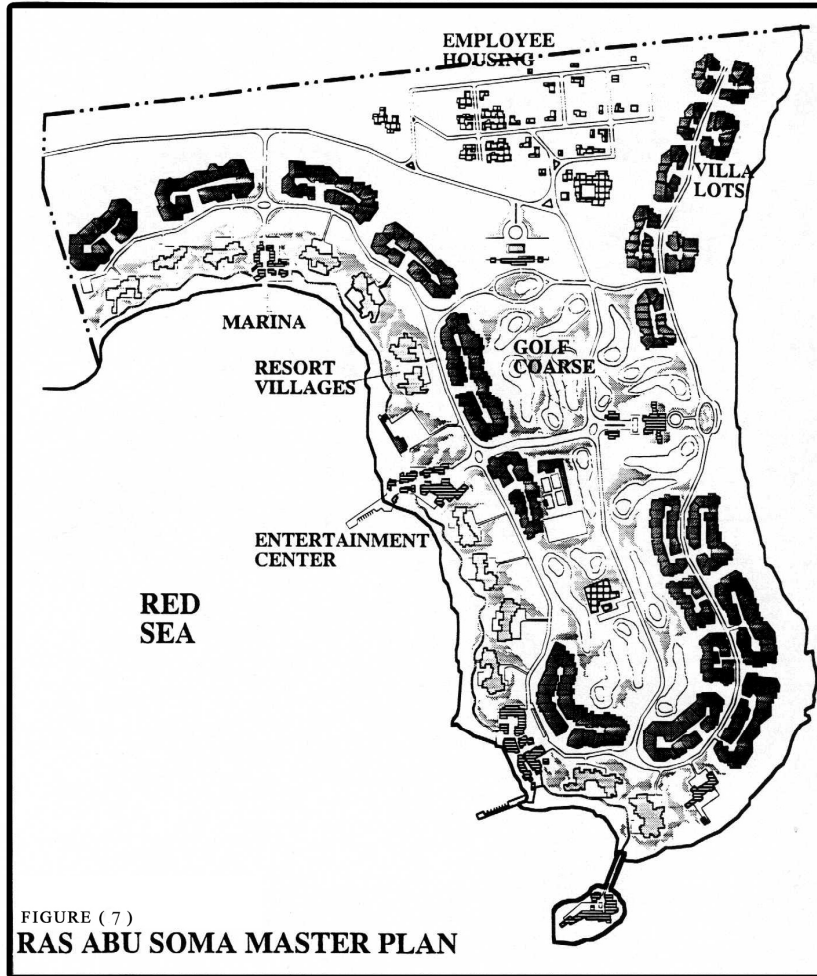 EMPLOYEE
HOUSING
VILLA
LOTS
MARINA
GOLF
COARSE
RESORT
VILLAGES
ENTERTAINMENT
CENTER
RED
SEA
FIGURE ( 7 )
RAS ABU SOMA MASTER PLAN